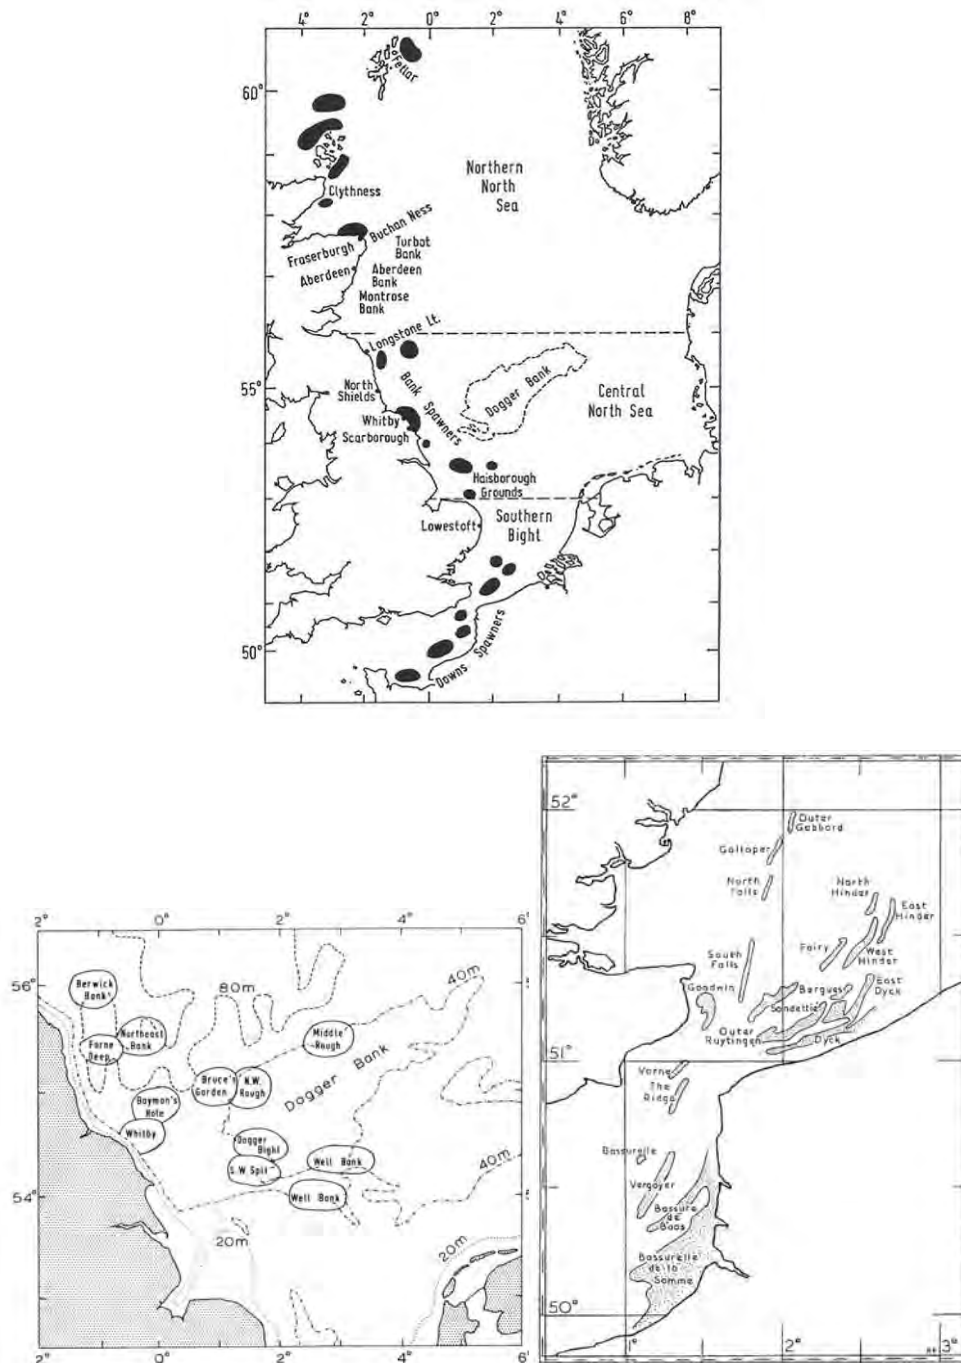 4° 2° 0° 2° 4° 6° 8°
60°
Fetlar
Northern
North
Sea
Clythness
Buchan Ness
Fraserburgh
Turbot
Bank
Aberdeen
Aberdeen
Bank
Montrose
Bank
Longstone Lt.
55°
North
Shields
Bank Spawners
Dogger Bank
Central
North Sea
Whitby
Scarborough
Haisborough
Grounds
Southern
Bight
Lowestoft
50°
Downs Spawners
2° 0° 2° 4° 6°
56°
Berwick
Bank
80m
40m
Northeast
Bank
Farne
Deep
Middle
Rough
Bruce's
Garden
N.W.
Rough
Dogger Bank
Baymon's
Hole
Whitby
Dogger
Bight
S.W Spit
Well Bank
40m
54°
Well Bank
20m
20m
2° 0° 2° 4° 6°
52°
Outer
Gabbard
Galloper
North
Falls
North
Hinder
East
Hinder
South
Falls
Fairy
West
Hinder
Goodwin
Bergues
East
Dyck
Sandettie
Outer
Ruytingen
Dyck
51°
Varne
The
Ridge
Bassurelle
Vergoyer
Bassure
de
Baas
Bassurelle
de la
Somme
50°
1° 2° 3°